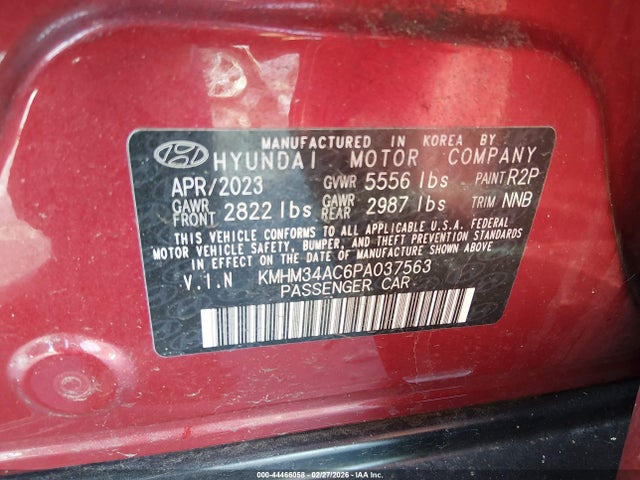 MANUFACTURED IN KOREA BY
HYUNDAI MOTOR COMPANY
APR/2023 GVWR 5556 lbs PAINT R2P
GAWR FRONT 2822 lbs GAWR REAR 2987 lbs TRIM NNB
THIS VEHICLE CONFORMS TO ALL APPLICABLE U.S.A. FEDERAL
MOTOR VEHICLE SAFETY, BUMPER, AND THEFT PREVENTION
STANDARDS IN EFFECT ON THE DATE OF MANUFACTURE SHOWN ABOVE
V.I.N KMHM34AC6PA037563
PASSENGER CAR
000-44466058 - 02/27/2026 - IAA Corp.